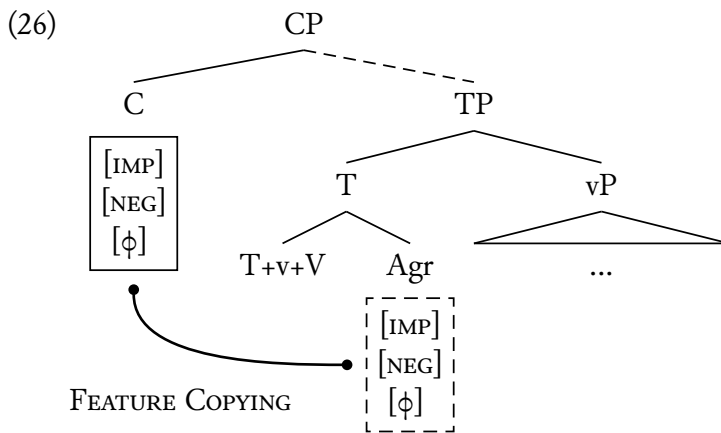 (26)
CP
C TP
[IMP]
[NEG]
[ϕ]
T vP
T+v+V Agr ...
[IMP]
[NEG]
[ϕ]
FEATURE COPYING